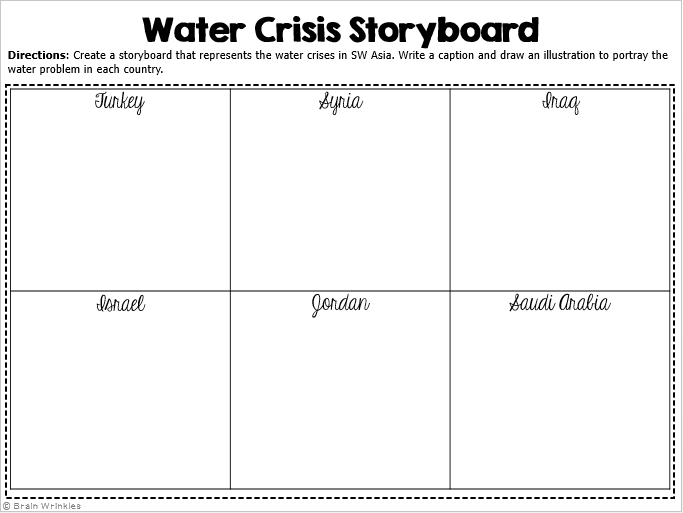 Water Crisis Storyboard
Directions: Create a storyboard that represents the water crises in SW Asia. Write a caption and draw an illustration to portray the
water problem in each country.
Turkey
Syria
Iraq
Israel
Jordan
Saudi Arabia
© Brain Wrinkles